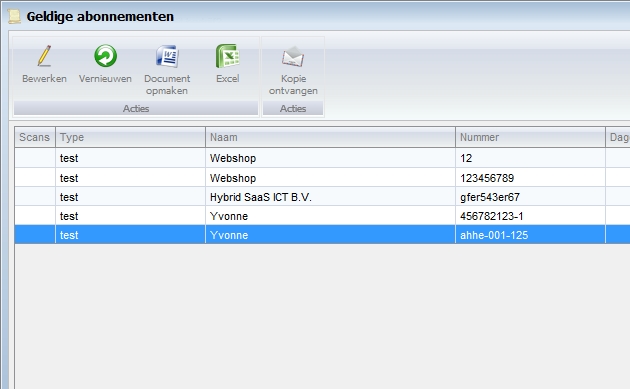 Geldige abonnementen
Bewerken Vernieuwen Document opmaken Excel Kopie ontvangen
Acties Acties
Scans Type Naam Nummer Dag
test Webshop 12
test Webshop 123456789
test Hybrid SaaS ICT B.V. gfer543er67
test Yvonne 456782123-1
test Yvonne ahhe-001-125